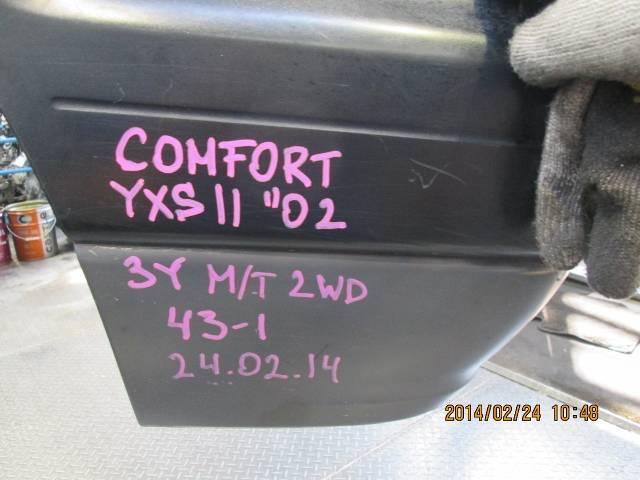 COMFORT
YXS11 "02
3Y M/T 2WD
43-1
24.02.14
2014/02/24 10:48